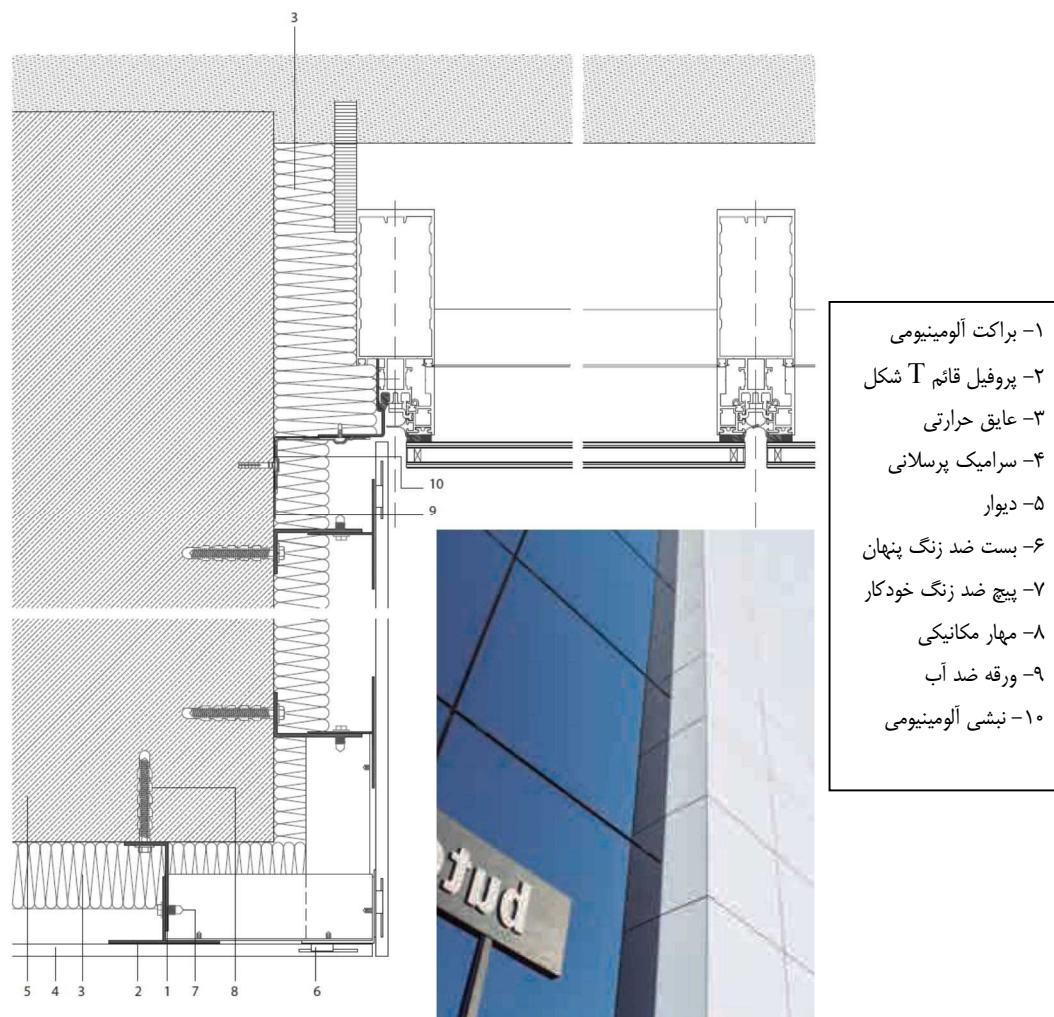 3
10
9
5 4 3 2 1 7 8 6
۱- براکت آلومینیومی
۲- پروفیل قائم T شکل
۳- عایق حرارتی
۴- سرامیک پرسلانی
۵- دیوار
۶- بست ضد زنگ پنهان
۷- پیچ ضد زنگ خودکار
۸- مهار مکانیکی
۹- ورقه ضد آب
۱۰- نبشی آلومینیومی